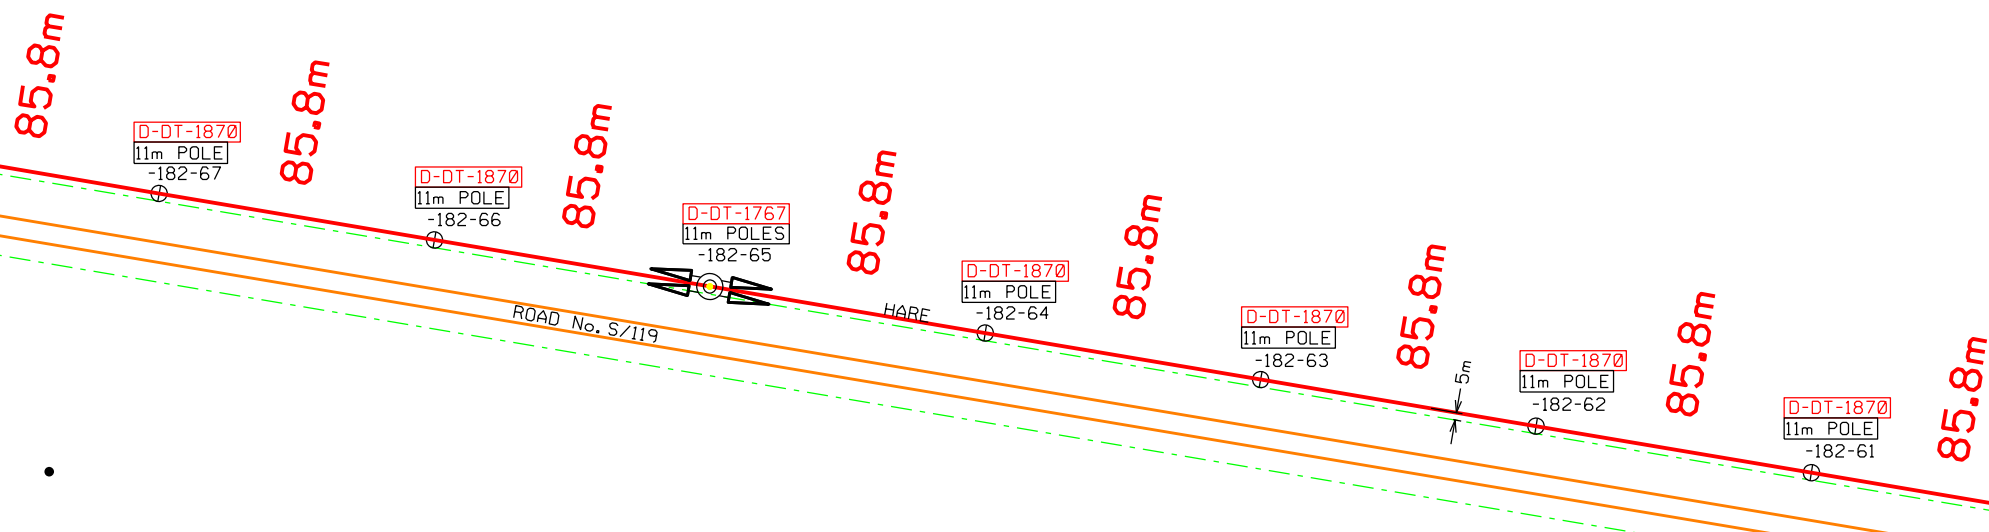 85.8m
85.8m
85.8m
85.8m
85.8m
85.8m
85.8m
85.8m
D-DT-1870
11m POLE
-182-67
D-DT-1870
11m POLE
-182-66
D-DT-1767
11m POLES
-182-65
D-DT-1870
11m POLE
-182-64
D-DT-1870
11m POLE
-182-63
D-DT-1870
11m POLE
-182-62
D-DT-1870
11m POLE
-182-61
HARE
ROAD No. S/119
5m